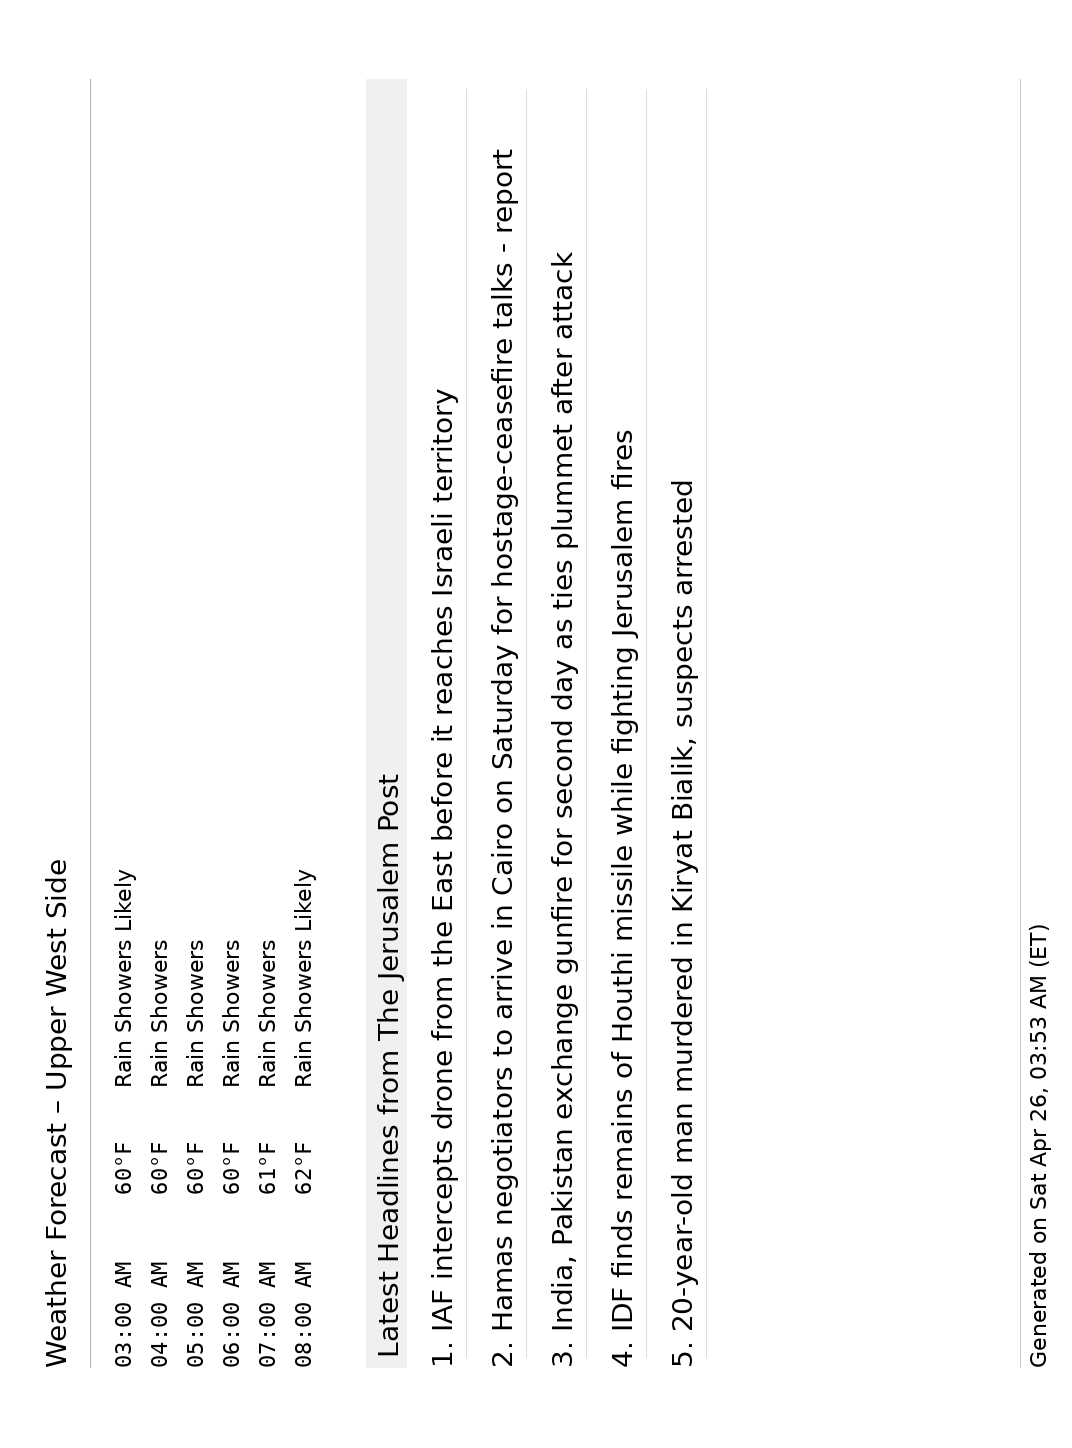 Weather Forecast – Upper West Side
03:00 AM 60°F Rain Showers Likely
04:00 AM 60°F Rain Showers
05:00 AM 60°F Rain Showers
06:00 AM 60°F Rain Showers
07:00 AM 61°F Rain Showers
08:00 AM 62°F Rain Showers Likely
Latest Headlines from The Jerusalem Post
1. IAF intercepts drone from the East before it reaches Israeli territory
2. Hamas negotiators to arrive in Cairo on Saturday for hostage-ceasefire talks - report
3. India, Pakistan exchange gunfire for second day as ties plummet after attack
4. IDF finds remains of Houthi missile while fighting Jerusalem fires
5. 20-year-old man murdered in Kiryat Bialik, suspects arrested
Generated on Sat Apr 26, 03:53 AM (ET)